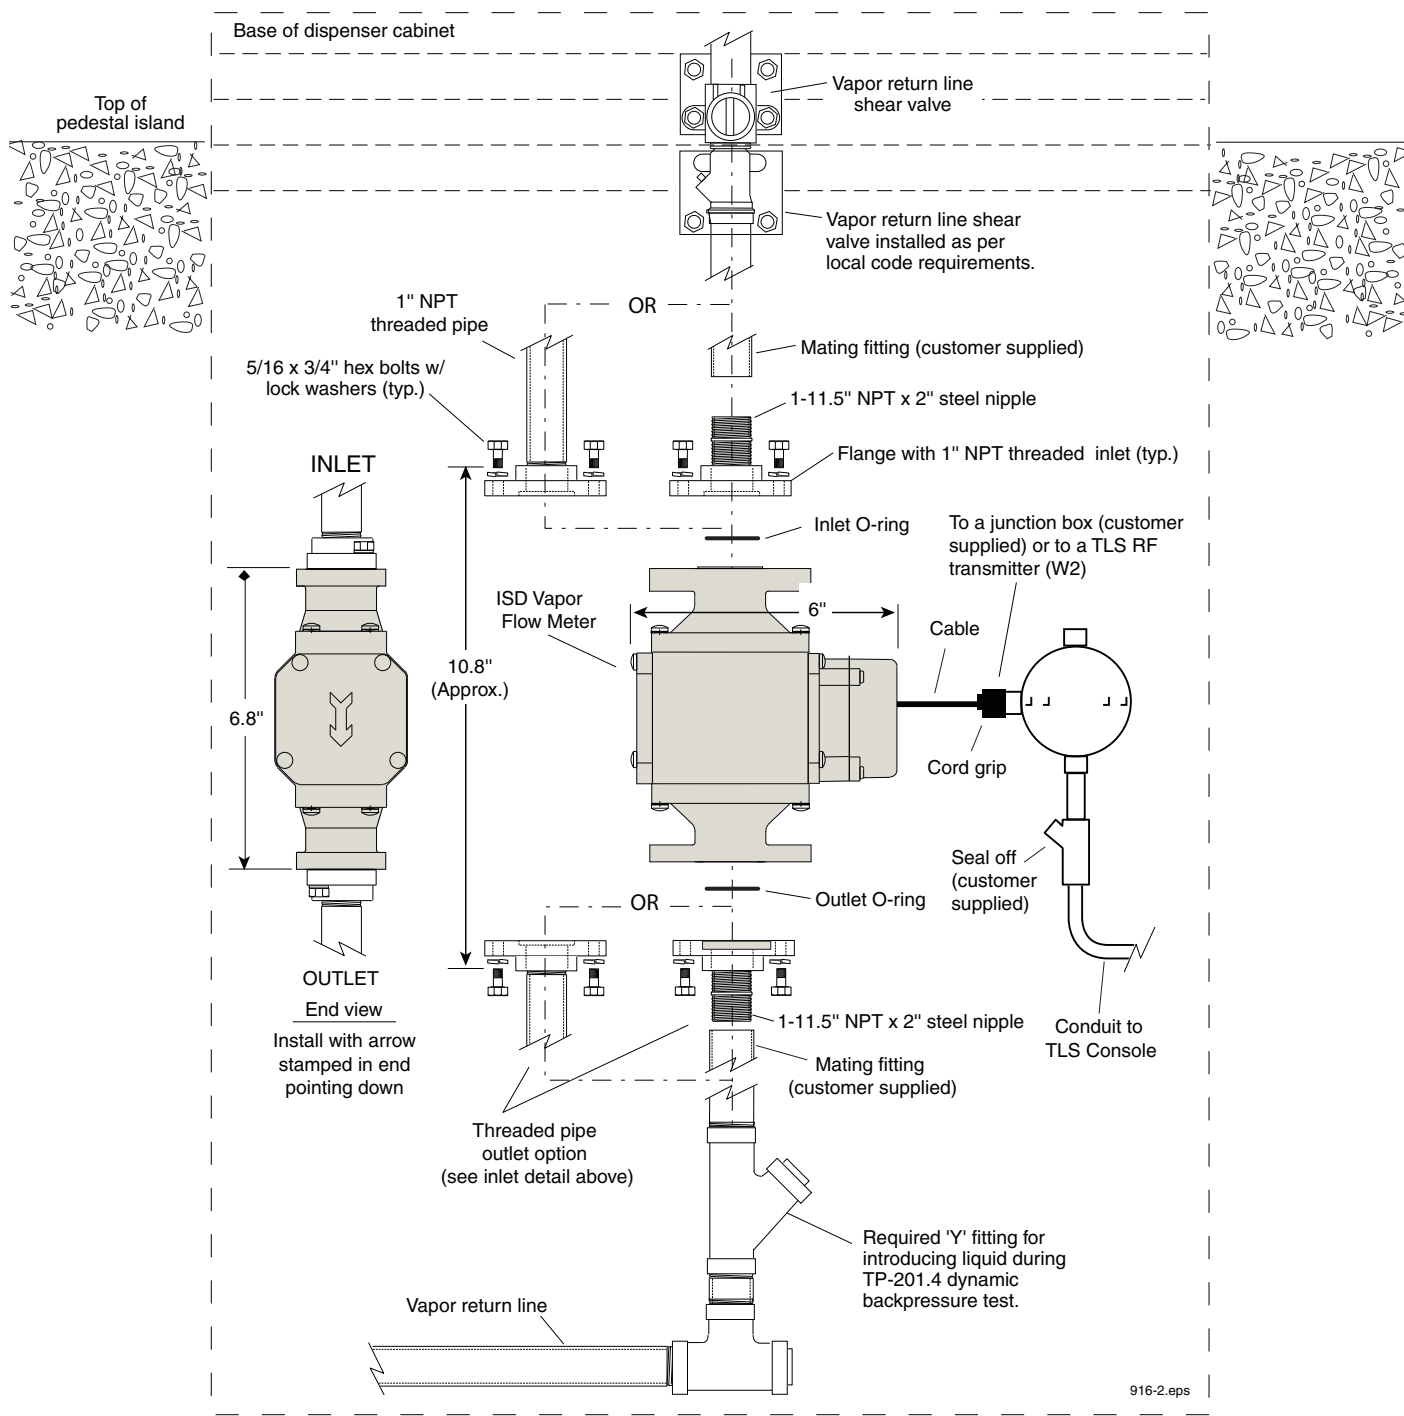 Base of dispenser cabinet
Top of
pedestal island
Vapor return line
shear valve
Vapor return line shear
valve installed as per
local code requirements.
1" NPT
threaded pipe
OR
Mating fitting (customer supplied)
5/16 x 3/4" hex bolts w/
lock washers (typ.)
1-11.5" NPT x 2" steel nipple
INLET
Flange with 1" NPT threaded inlet (typ.)
Inlet O-ring
To a junction box (customer
supplied) or to a TLS RF
transmitter (W2)
ISD Vapor
Flow Meter
6"
Cable
10.8"
(Approx.)
6.8"
Cord grip
Seal off
(customer
supplied)
OR
Outlet O-ring
OUTLET
End view
Install with arrow
stamped in end
pointing down
1-11.5" NPT x 2" steel nipple
Conduit to
TLS Console
Mating fitting
(customer supplied)
Threaded pipe
outlet option
(see inlet detail above)
Required 'Y' fitting for
introducing liquid during
TP-201.4 dynamic
backpressure test.
Vapor return line
916-2.eps